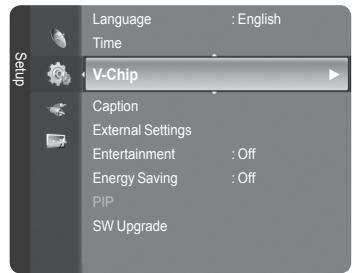 Setup
Language : English
Time
V-Chip
Caption
External Settings
Entertainment : Off
Energy Saving : Off
PIP
SW Upgrade